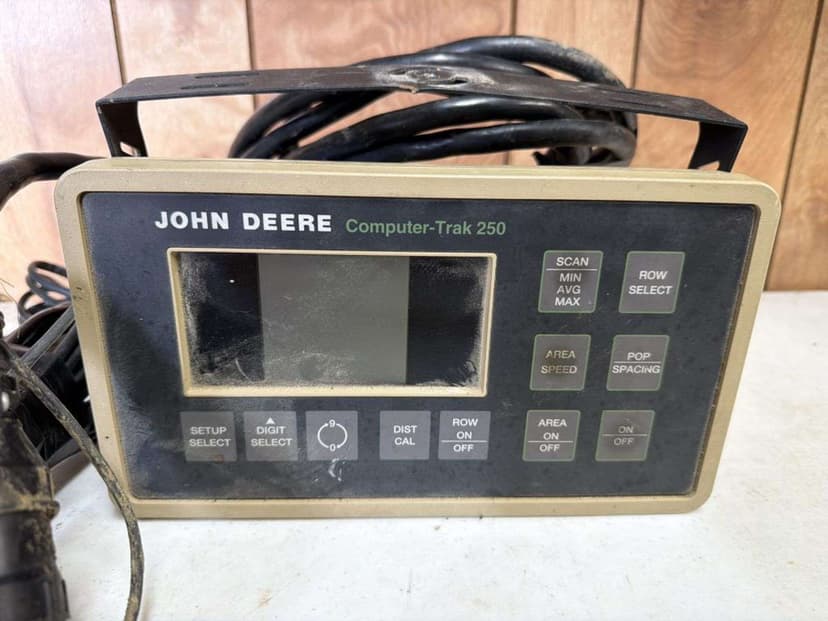 JOHN DEERE Computer-Trak 250
SCAN
MIN
AVG
MAX
ROW
SELECT
AREA
SPEED
POP
SPACING
SETUP
SELECT
DIGIT
SELECT
9
0
DIST
CAL
ROW
ON
OFF
AREA
ON
OFF
ON
OFF